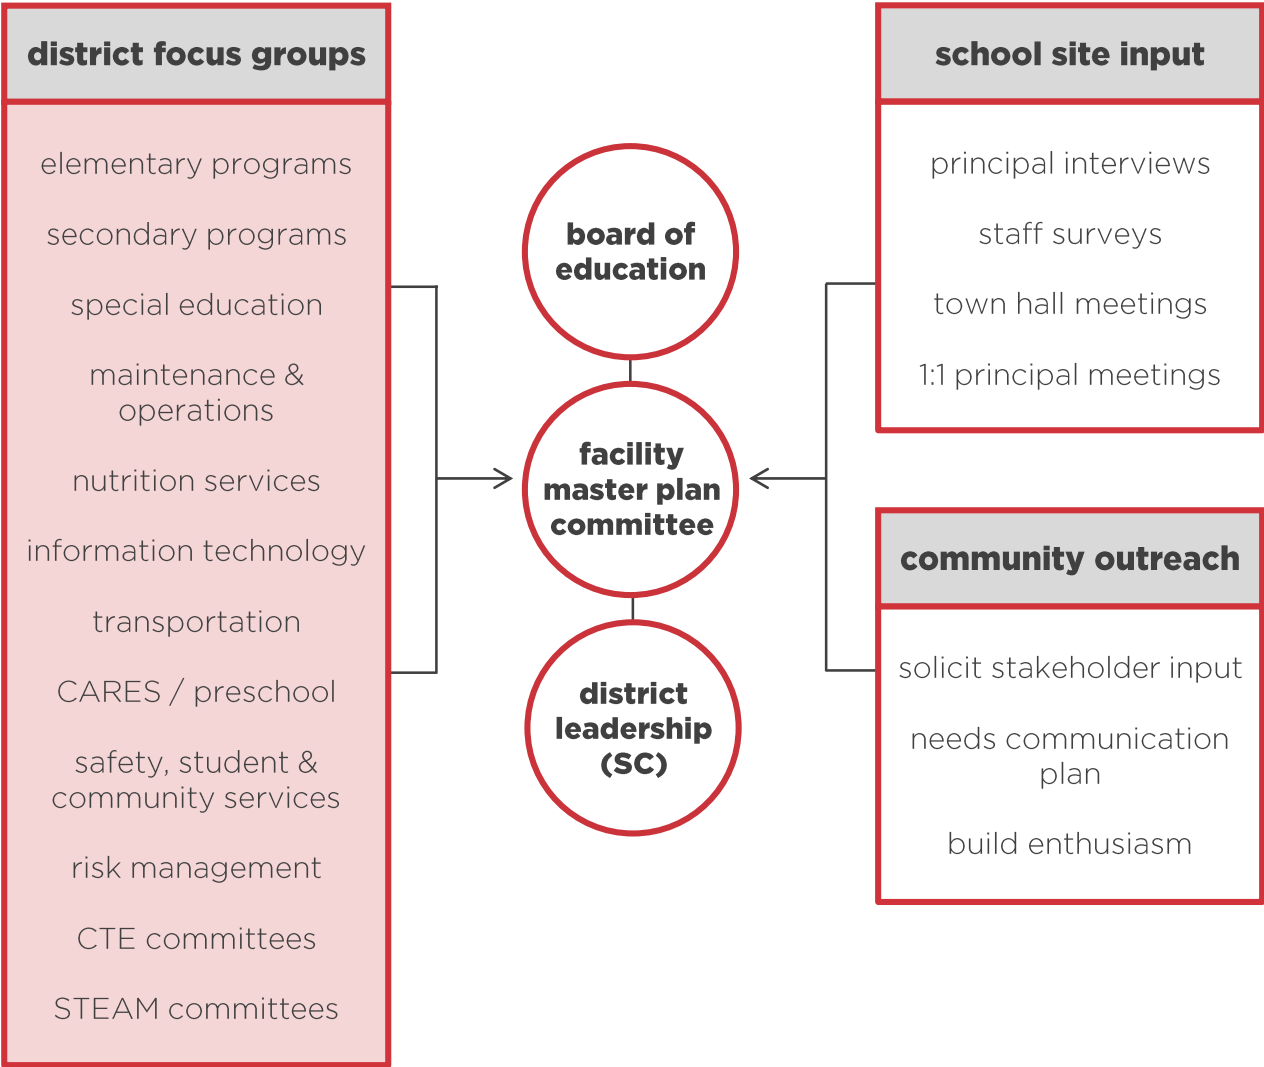 district focus groups
elementary programs
secondary programs
special education
maintenance &
operations
nutrition services
information technology
transportation
CARES / preschool
safety, student &
community services
risk management
CTE committees
STEAM committees
board of
education
facility
master plan
committee
district
leadership
(SC)
school site input
principal interviews
staff surveys
town hall meetings
1:1 principal meetings
community outreach
solicit stakeholder input
needs communication
plan
build enthusiasm